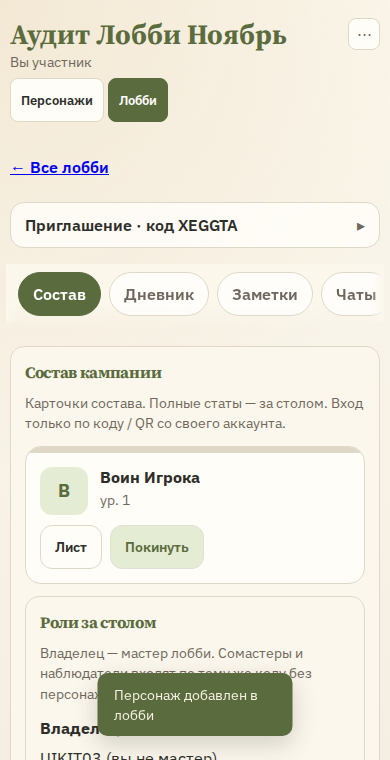 Аудит Лобби Ноябрь
...
Вы участник
Персонажи
Лобби
← Все лобби
Приглашение · код XEGGTA ▸
Состав
Дневник
Заметки
Чаты
Состав кампании
Карточки состава. Полные статы — за столом. Вход
только по коду / QR со своего аккаунта.
В
Воин Игрока
ур. 1
Лист
Покинуть
Роли за столом
Владелец — мастер лобби. Сомастеры и
наблюдатели входят по тому же коду без
Персонаж добавлен в
лобби
UIKIT03 (вы не мастер)